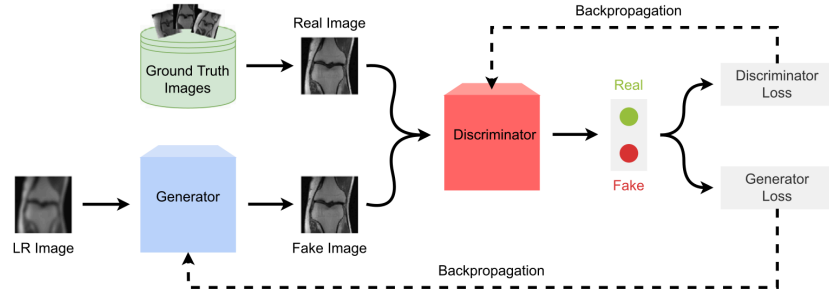 Backpropagation
Real Image
Ground Truth
Images
Real
Discriminator
Loss
Discriminator
Generator
Fake
Generator
Loss
LR Image
Fake Image
Backpropagation